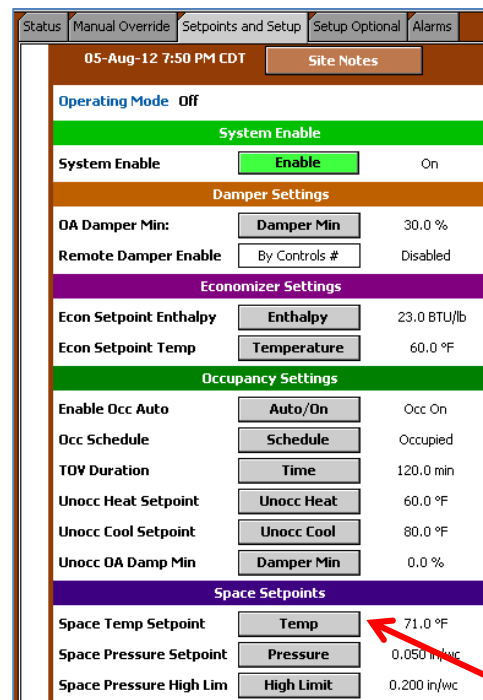 Status Manual Override Setpoints and Setup Setup Optional Alarms
05-Aug-12 7:50 PM CDT Site Notes
Operating Mode Off
System Enable
System Enable Enable On
Damper Settings
OA Damper Min: Damper Min 30.0 %
Remote Damper Enable By Controls # Disabled
Economizer Settings
Econ Setpoint Enthalpy Enthalpy 23.0 BTU/lb
Econ Setpoint Temp Temperature 60.0 °F
Occupancy Settings
Enable Occ Auto Auto/On Occ On
Occ Schedule Schedule Occupied
TOV Duration Time 120.0 min
Unocc Heat Setpoint Unocc Heat 60.0 °F
Unocc Cool Setpoint Unocc Cool 80.0 °F
Unocc OA Damp Min Damper Min 0.0 %
Space Setpoints
Space Temp Setpoint Temp 71.0 °F
Space Pressure Setpoint Pressure 0.050 in/wc
Space Pressure High Lim High Limit 0.200 in/wc